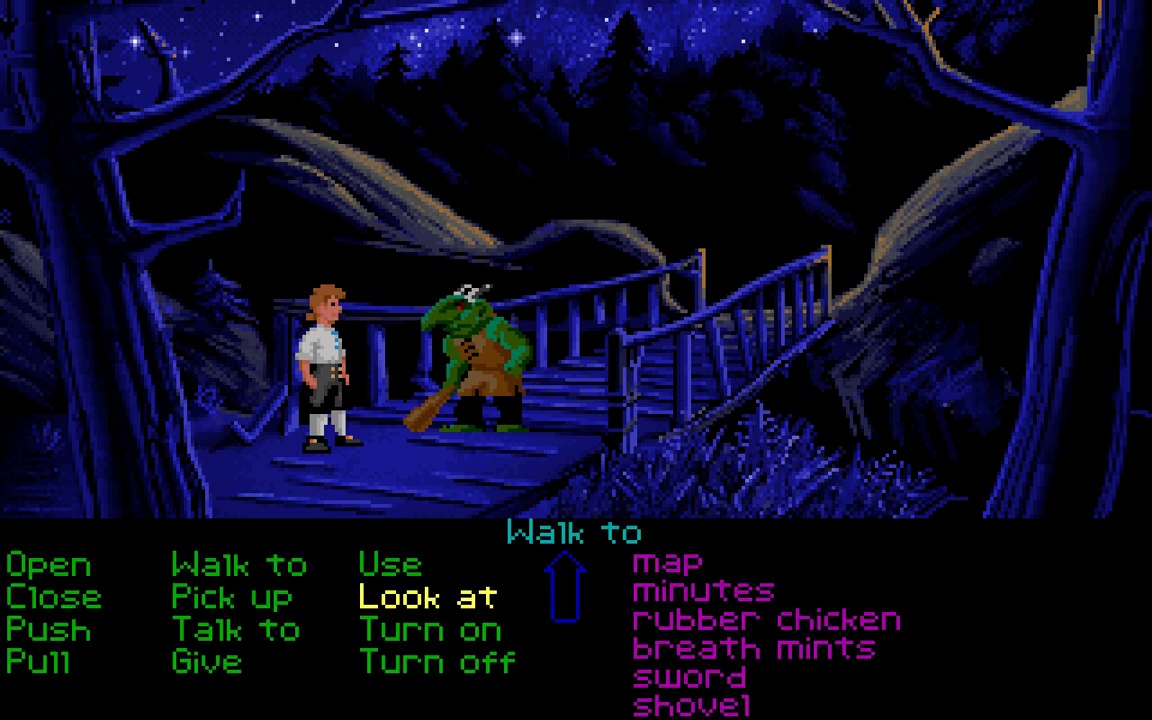 Walk to
Open Walk to Use
Close Pick up Look at
Push Talk to Turn on
Pull Give Turn off
map
minutes
rubber chicken
breath mints
sword
shovel